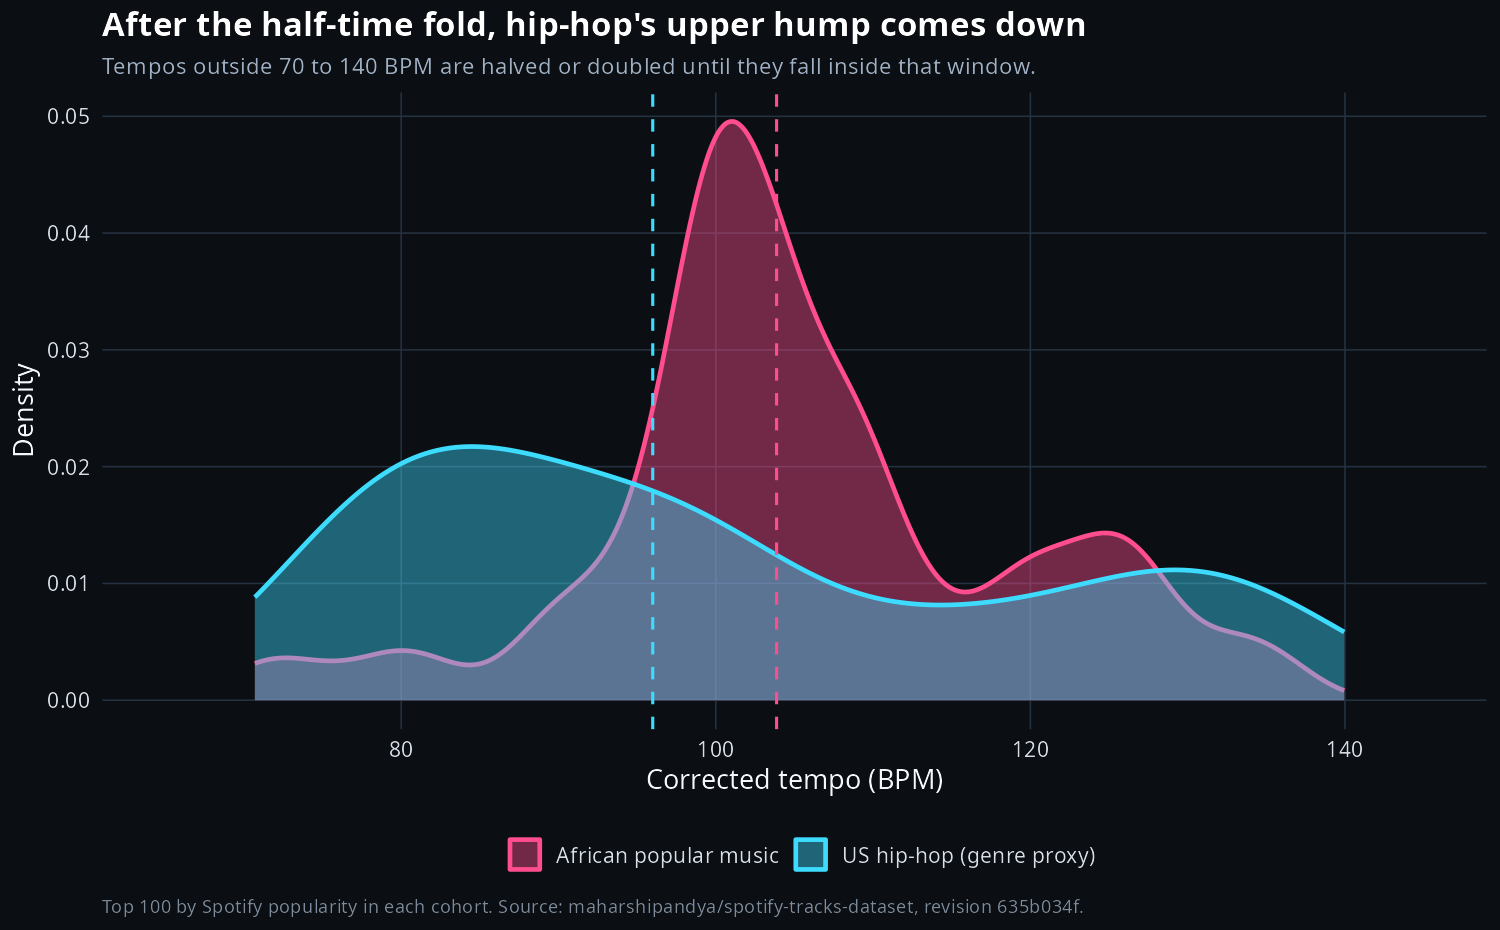 After the half-time fold, hip-hop's upper hump comes down
Tempos outside 70 to 140 BPM are halved or doubled until they fall inside that window.
0.05
0.04
0.03
0.02
0.01
0.00
Density
80
100
120
140
Corrected tempo (BPM)
African popular music
US hip-hop (genre proxy)
Top 100 by Spotify popularity in each cohort. Source: maharshipandya/spotify-tracks-dataset, revision 635b034f.